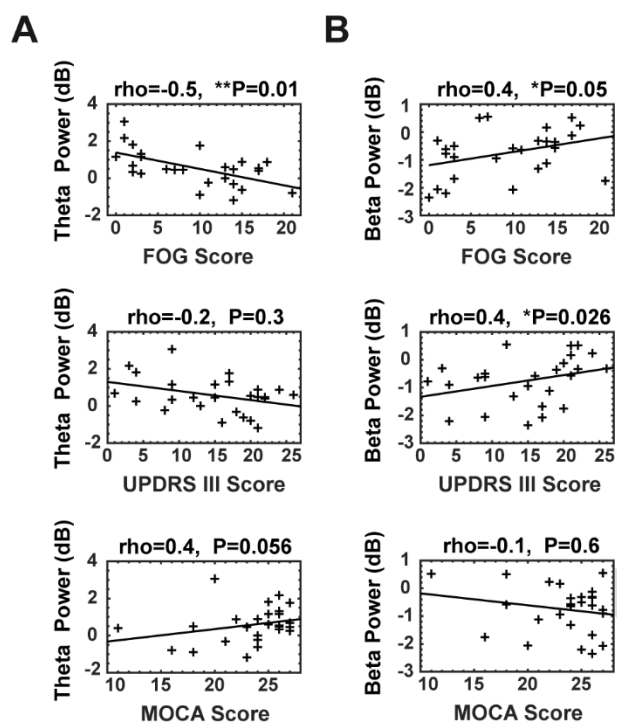 A
B
rho=-0.5, **P=0.01
Theta Power (dB)
4
2
0
-2
0 5 10 15 20
FOG Score
rho=0.4, *P=0.05
Beta Power (dB)
1
0
-1
-2
-3
0 5 10 15 20
FOG Score
rho=-0.2, P=0.3
Theta Power (dB)
4
2
0
-2
0 5 10 15 20 25
UPDRS III Score
rho=0.4, *P=0.026
Beta Power (dB)
-1
0
-1
-2
-3
0 5 10 15 20 25
UPDRS III Score
rho=0.4, P=0.056
Theta Power (dB)
4
2
0
2
10 15 20 25
MOCA Score
rho=-0.1, P=0.6
Beta Power (dB)
1
0
-1
-2
-3
10 15 20 25
MOCA Score